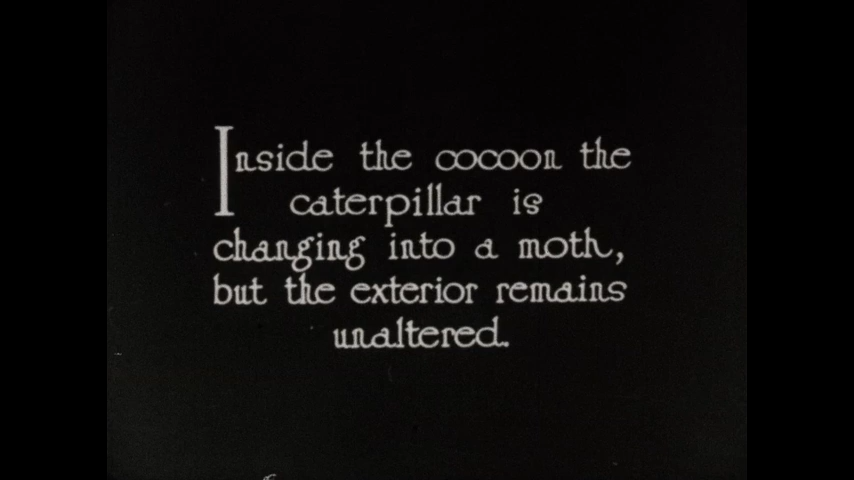 Inside the cocoon the
caterpillar is
changing into a moth,
but the exterior remains
unaltered.